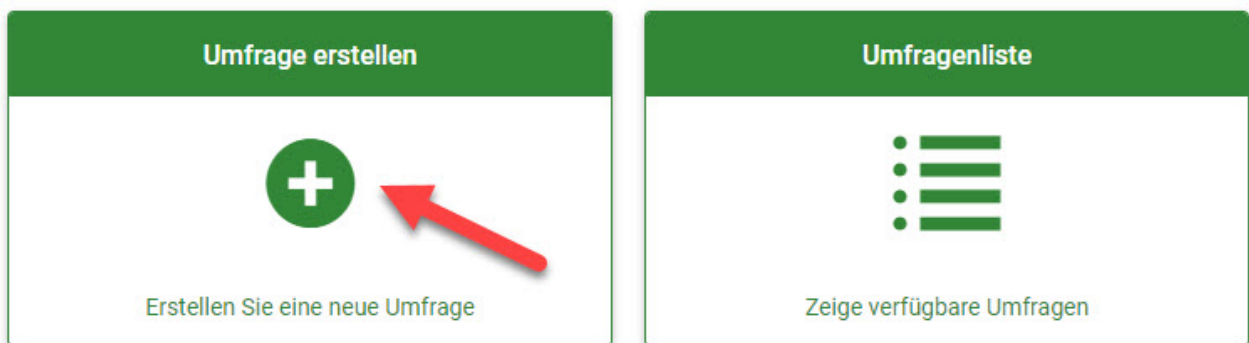 Umfrage erstellen
Umfragenliste
Erstellen Sie eine neue Umfrage
Zeige verfügbare Umfragen